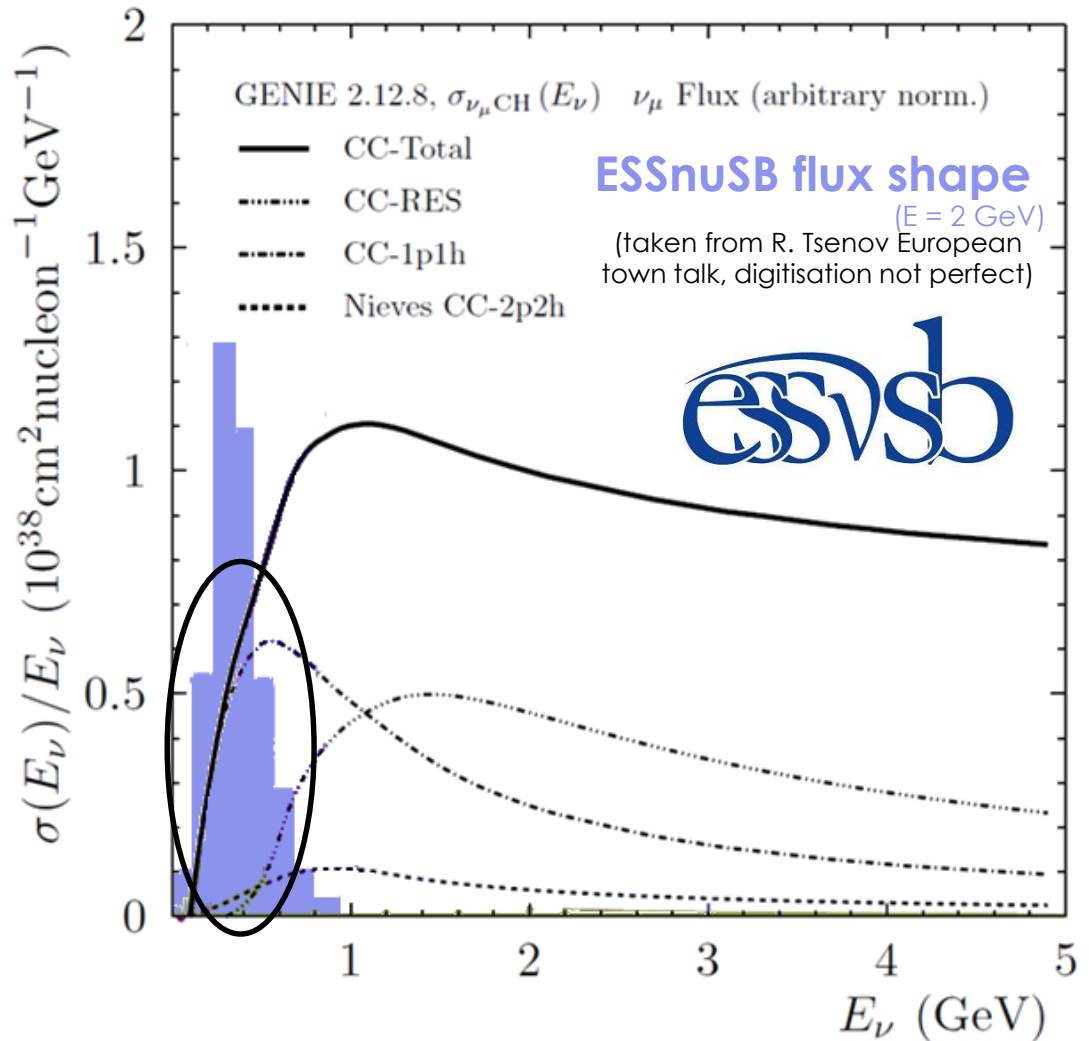 2
GENIE 2.12.8, σ_{ν_μ CH} (E_ν) ν_μ Flux (arbitrary norm.)
CC-Total
CC-RES
CC-1p1h
Nieves CC-2p2h
ESSnuSB flux shape
(E = 2 GeV)
(taken from R. Tsenov European
town talk, digitisation not perfect)
essνsb
1.5
1
0.5
0
σ(E_ν)/E_ν (10^{38}cm^2nucleon^{-1}GeV^{-1})
1 2 3 4 5
E_ν (GeV)